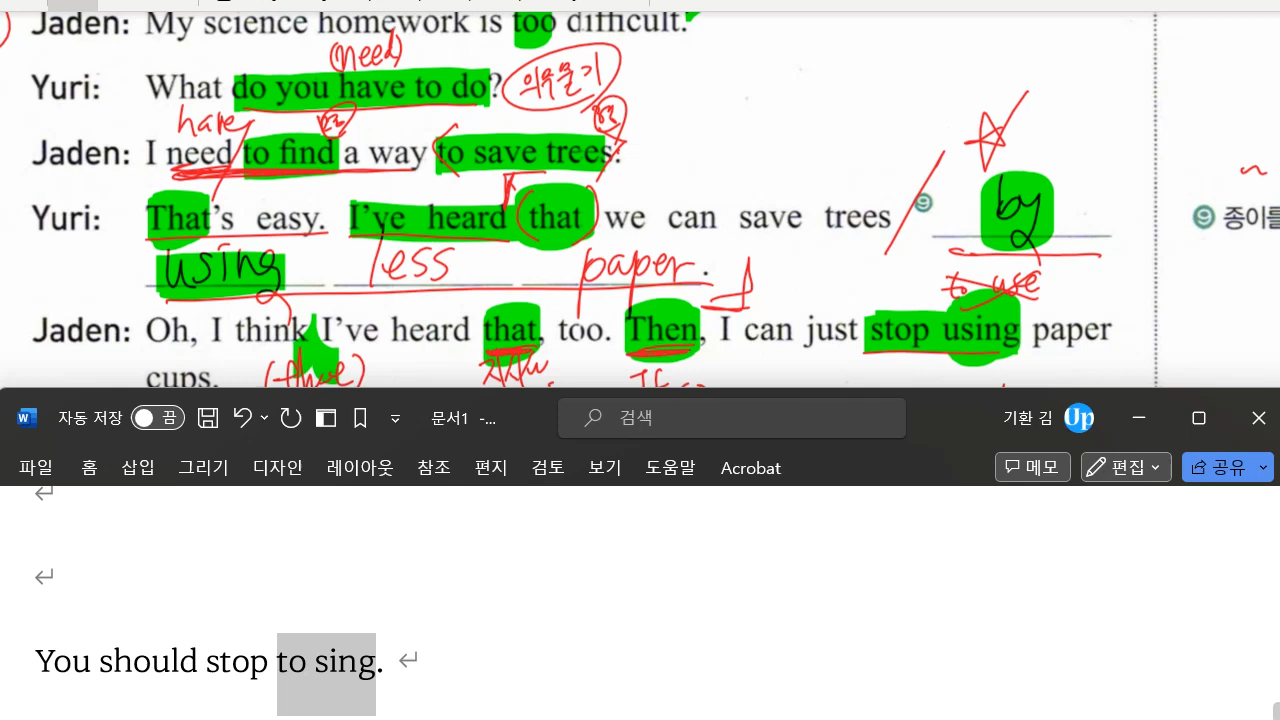 Jaden: My science homework is too difficult.
(need)
Yuri: What do you have to do? 의무묻기
have
Jaden: I need to find a way to save trees.
Yuri: That's easy. I've heard that we can save trees ⑨ by
using less paper.
to use
Jaden: Oh, I think I've heard that, too. Then, I can just stop using paper
(that)
cups.
⑨ 종이를
자동 저장 끔 문서1 -... 검색 기환 김 Up
파일 홈 삽입 그리기 디자인 레이아웃 참조 편지 검토 보기 도움말 Acrobat 메모 편집 공유
You should stop to sing.